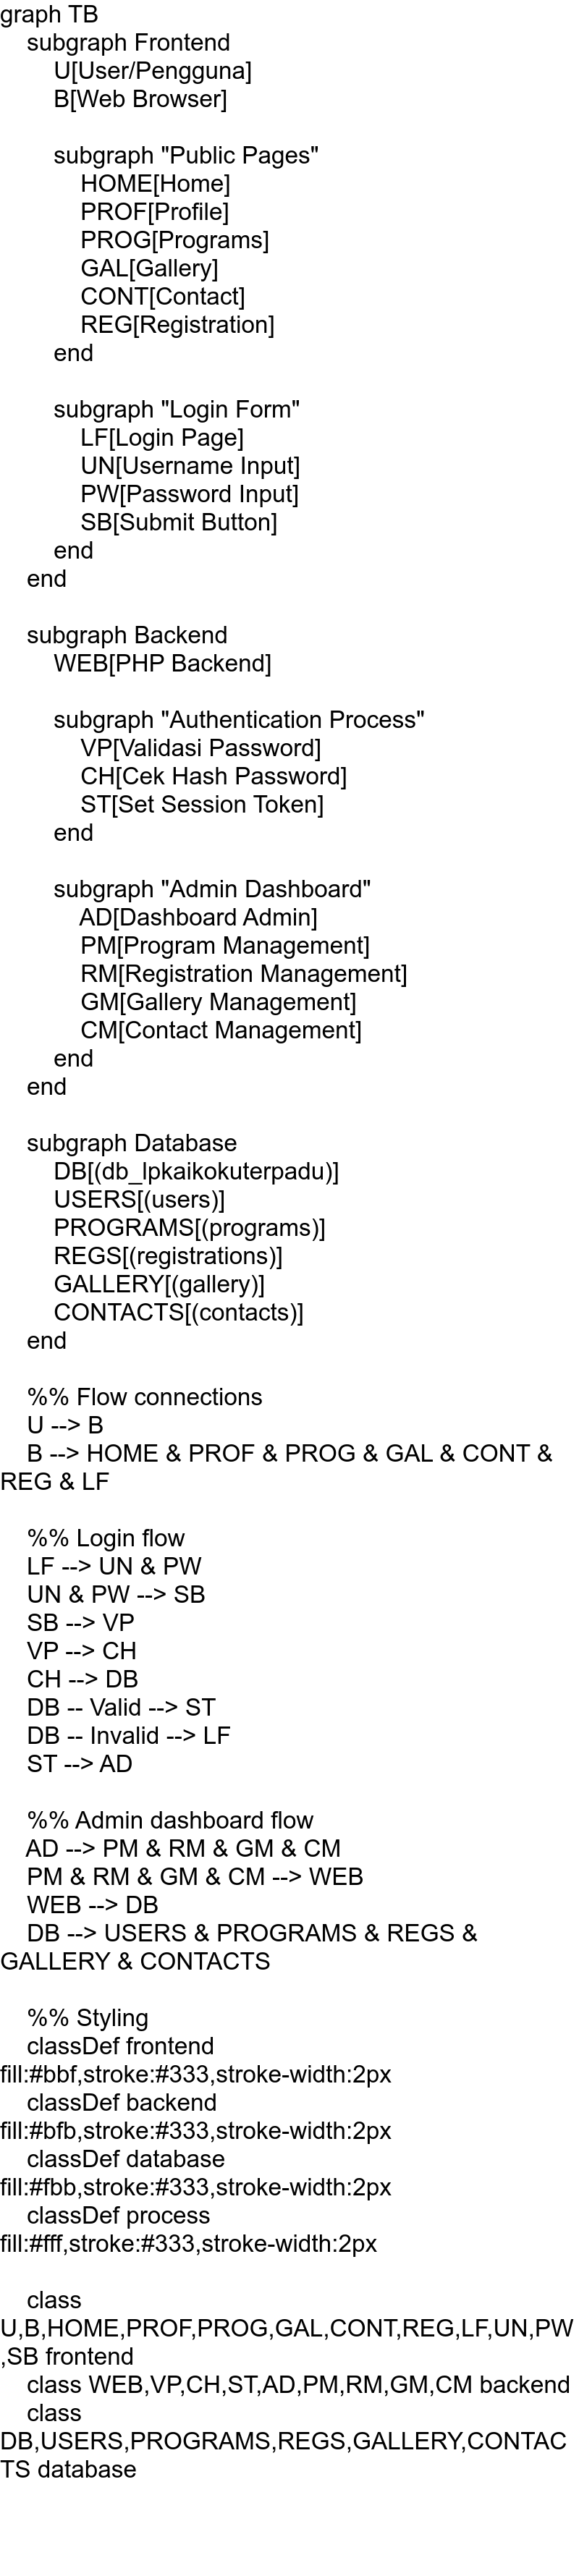 graph TB
    subgraph Frontend
        U[User/Pengguna]
        B[Web Browser]

        subgraph "Public Pages"
            HOME[Home]
            PROF[Profile]
            PROG[Programs]
            GAL[Gallery]
            CONT[Contact]
            REG[Registration]
        end

        subgraph "Login Form"
            LF[Login Page]
            UN[Username Input]
            PW[Password Input]
            SB[Submit Button]
        end
    end

    subgraph Backend
        WEB[PHP Backend]

        subgraph "Authentication Process"
            VP[Validasi Password]
            CH[Cek Hash Password]
            ST[Set Session Token]
        end

        subgraph "Admin Dashboard"
            AD[Dashboard Admin]
            PM[Program Management]
            RM[Registration Management]
            GM[Gallery Management]
            CM[Contact Management]
        end
    end

    subgraph Database
        DB[(db_lpkaikokuterpadu)]
        USERS[(users)]
        PROGRAMS[(programs)]
        REGS[(registrations)]
        GALLERY[(gallery)]
        CONTACTS[(contacts)]
    end

    %% Flow connections
    U --> B
    B --> HOME & PROF & PROG & GAL & CONT &
REG & LF

    %% Login flow
    LF --> UN & PW
    UN & PW --> SB
    SB --> VP
    VP --> CH
    CH --> DB
    DB -- Valid --> ST
    DB -- Invalid --> LF
    ST --> AD

    %% Admin dashboard flow
    AD --> PM & RM & GM & CM
    PM & RM & GM & CM --> WEB
    WEB --> DB
    DB --> USERS & PROGRAMS & REGS &
GALLERY & CONTACTS

    %% Styling
    classDef frontend
fill:#bbf,stroke:#333,stroke-width:2px
    classDef backend
fill:#bfb,stroke:#333,stroke-width:2px
    classDef database
fill:#fbb,stroke:#333,stroke-width:2px
    classDef process
fill:#fff,stroke:#333,stroke-width:2px

    class
U,B,HOME,PROF,PROG,GAL,CONT,REG,LF,UN,PW
,SB frontend
    class WEB,VP,CH,ST,AD,PM,RM,GM,CM backend
    class
DB,USERS,PROGRAMS,REGS,GALLERY,CONTAC
TS database